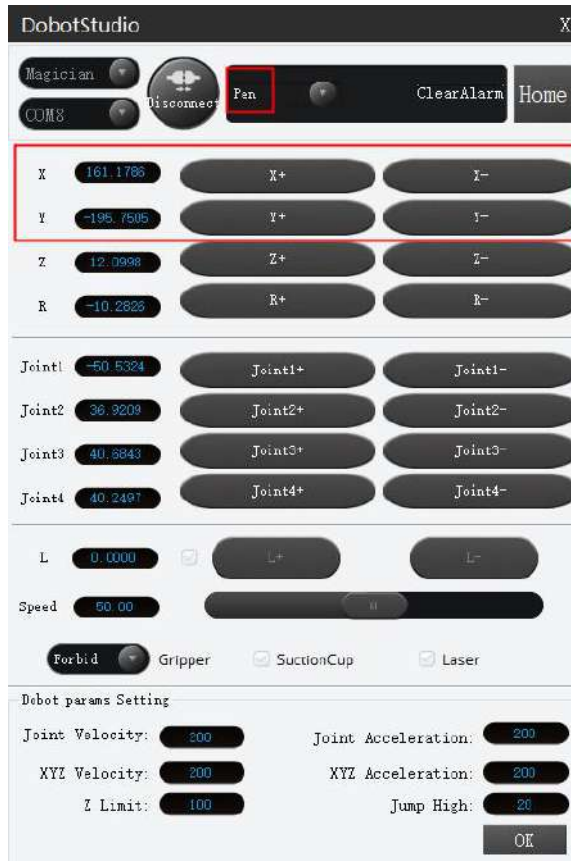 DobotStudio X
Magician
COM8
Disconnect
Pen ClearAlarm Home
X 161.1786 X+ X-
Y -195.7505 Y+ Y-
Z 12.0998 Z+ Z-
R -10.2826 R+ R-
Joint1 -50.5324 Joint1+ Joint1-
Joint2 36.9209 Joint2+ Joint2-
Joint3 40.6843 Joint3+ Joint3-
Joint4 40.2497 Joint4+ Joint4-
L 0.0000 L+ L-
Speed 50.00
Forbid Gripper SuctionCup Laser
Dobot params Setting
Joint Velocity: 200 Joint Acceleration: 200
XYZ Velocity: 200 XYZ Acceleration: 200
Z Limit: 100 Jump High: 20
OK